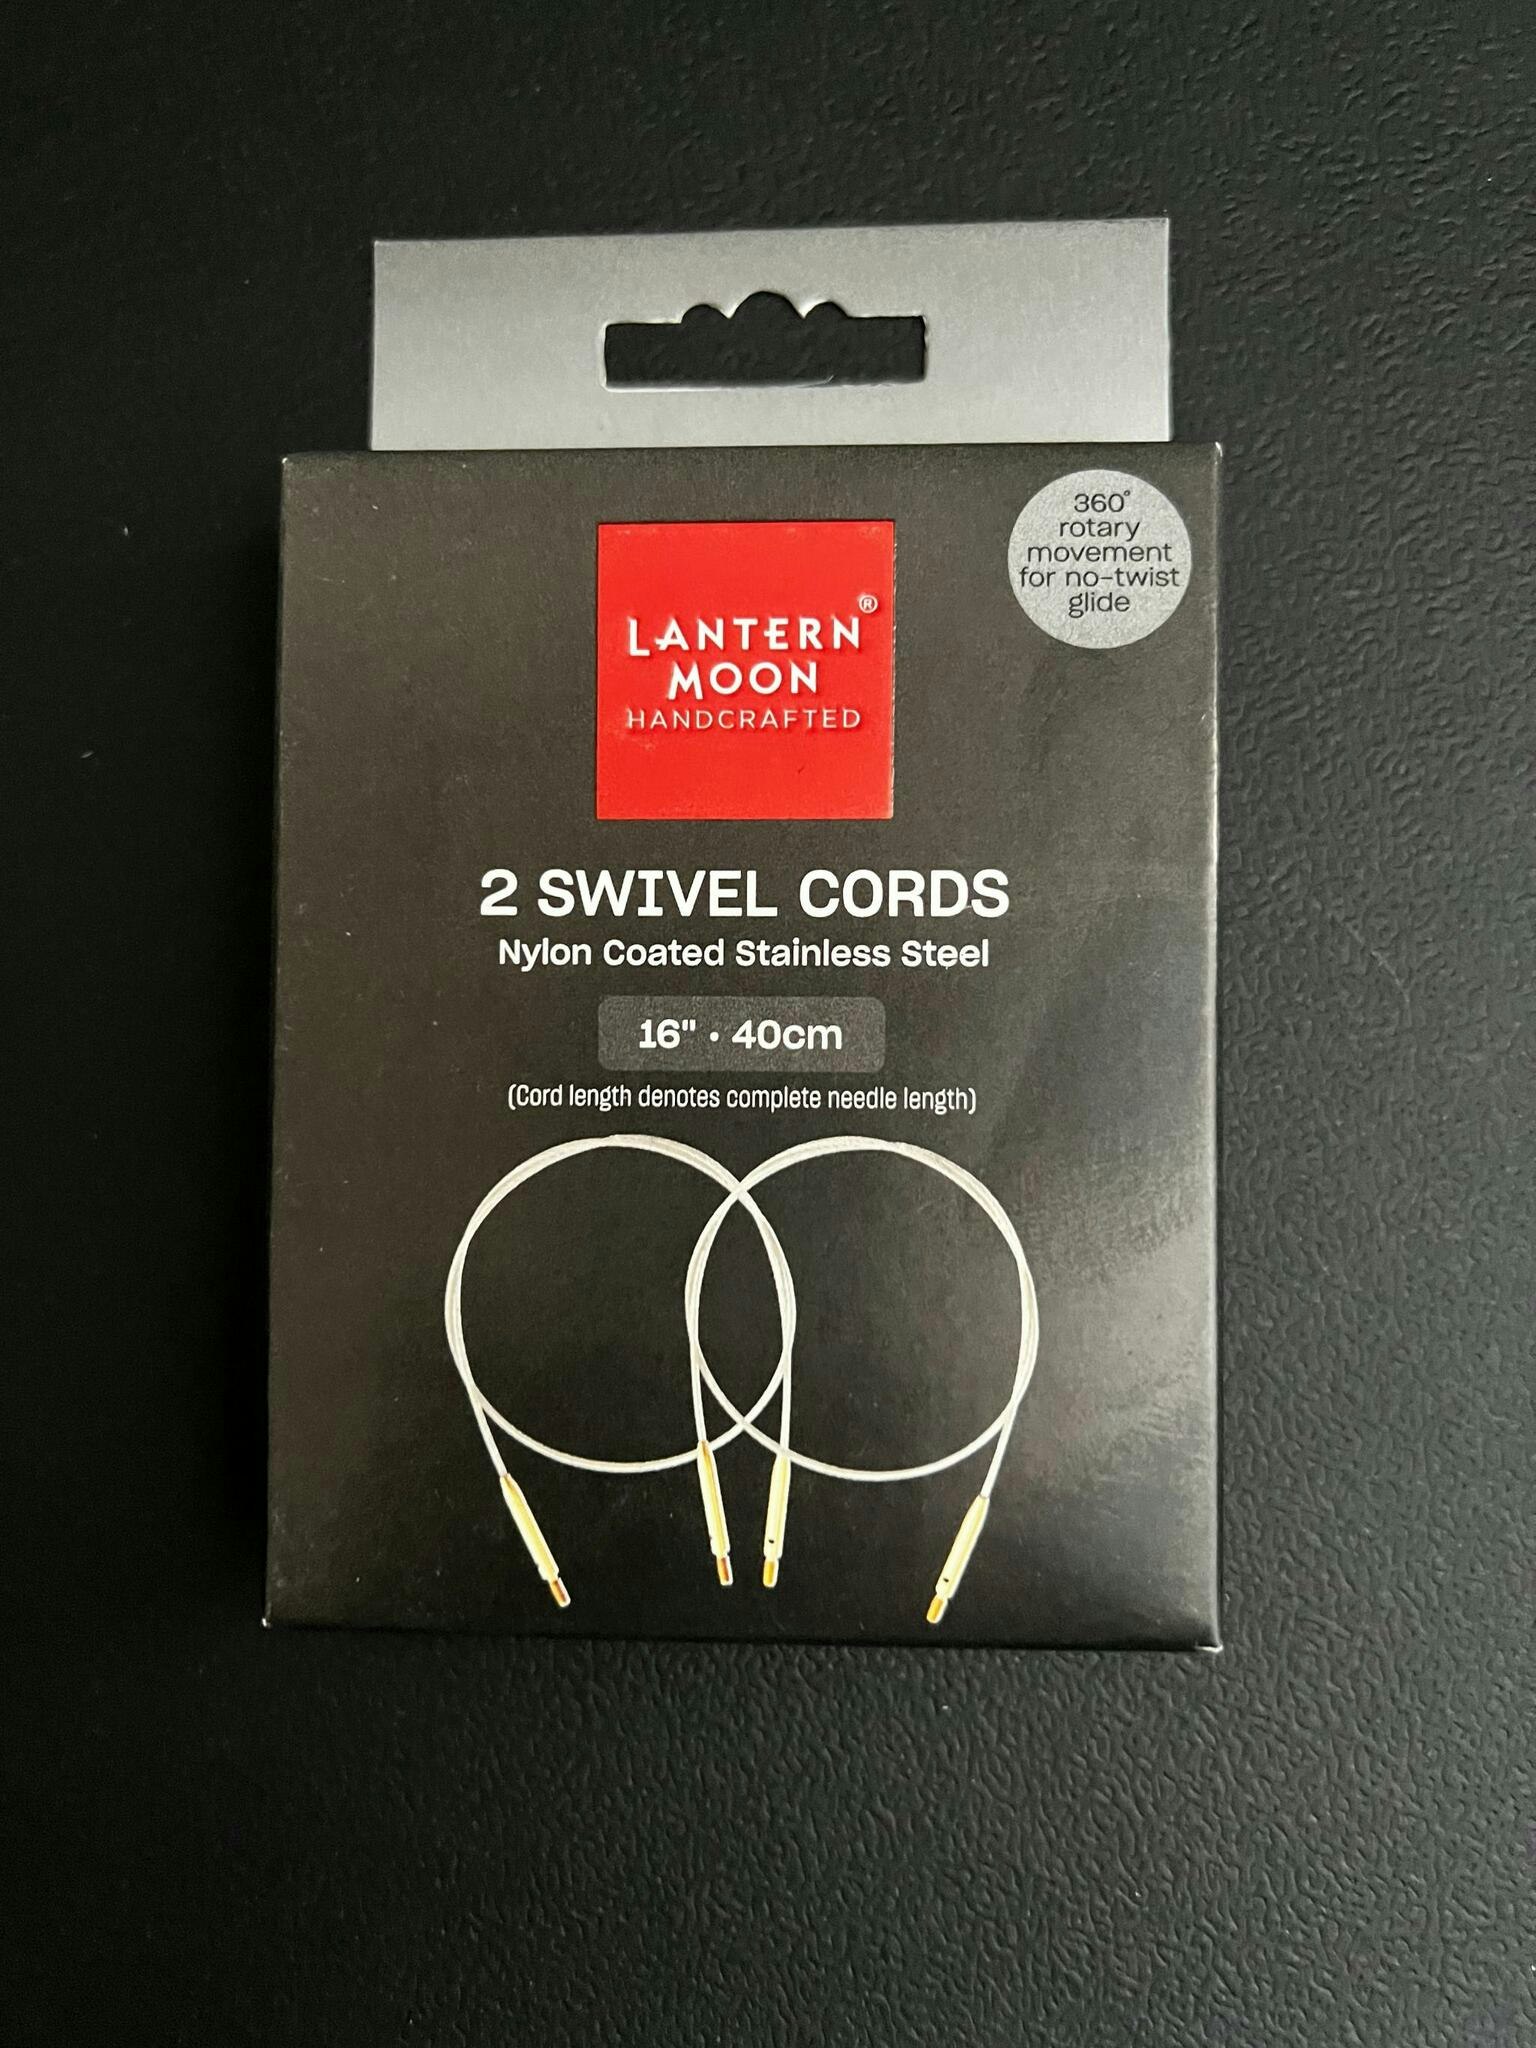 360°
rotary
movement
for no-twist
glide
LANTERN®
MOON
HANDCRAFTED
2 SWIVEL CORDS
Nylon Coated Stainless Steel
16" • 40cm
(Cord length denotes complete needle length)